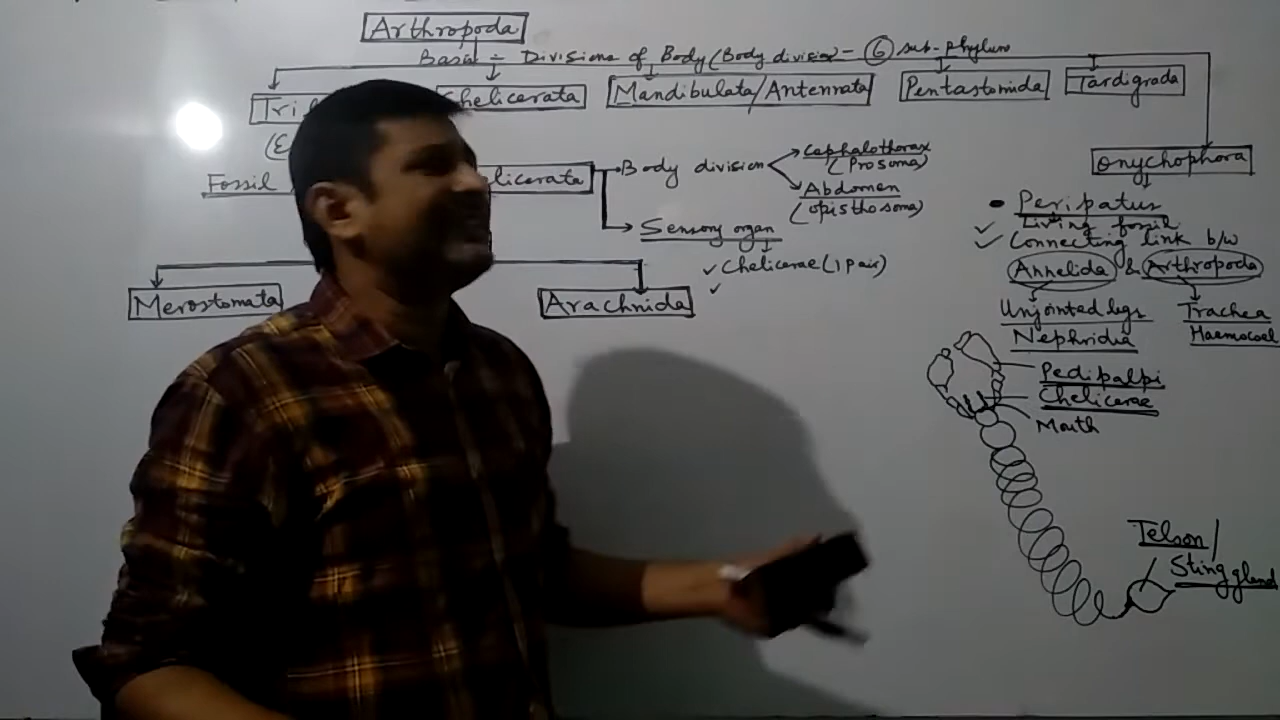 Arthropoda
Basis - Divisions of Body (Body division - 6 sub-phylum
Chelicerata
Mandibulata/Antennata
Pentastomida
Tardigrada
Onychophora
Fossil
licerata
Body division
Cephalothorax
(Prosoma)
Abdomen
(Opisthosoma)
Sensory organ
✓ Chelicerae (1 pair)
✓
Merostomata
Arachnida
• Peripatus
✓ Living fossil
✓ Connecting link b/w
Annelida & Arthropoda
Unjointed legs
Nephridia
Trachea
Haemocoel
Pedipalpi
Chelicerae
Mouth
Telson/
Sting gland